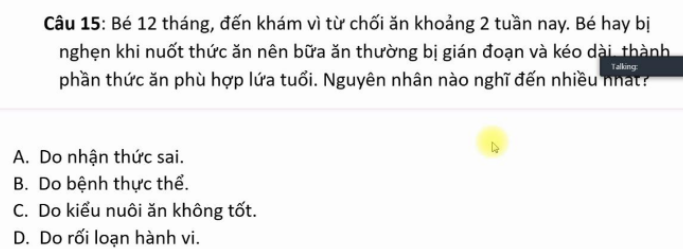 Câu 15: Bé 12 tháng, đến khám vì từ chối ăn khoảng 2 tuần nay. Bé hay bị
nghẹn khi nuốt thức ăn nên bữa ăn thường bị gián đoạn và kéo dài, thành
Talking:
phần thức ăn phù hợp lứa tuổi. Nguyên nhân nào nghĩ đến nhiều nhất?
A. Do nhận thức sai.
B. Do bệnh thực thể.
C. Do kiểu nuôi ăn không tốt.
D. Do rối loạn hành vi.